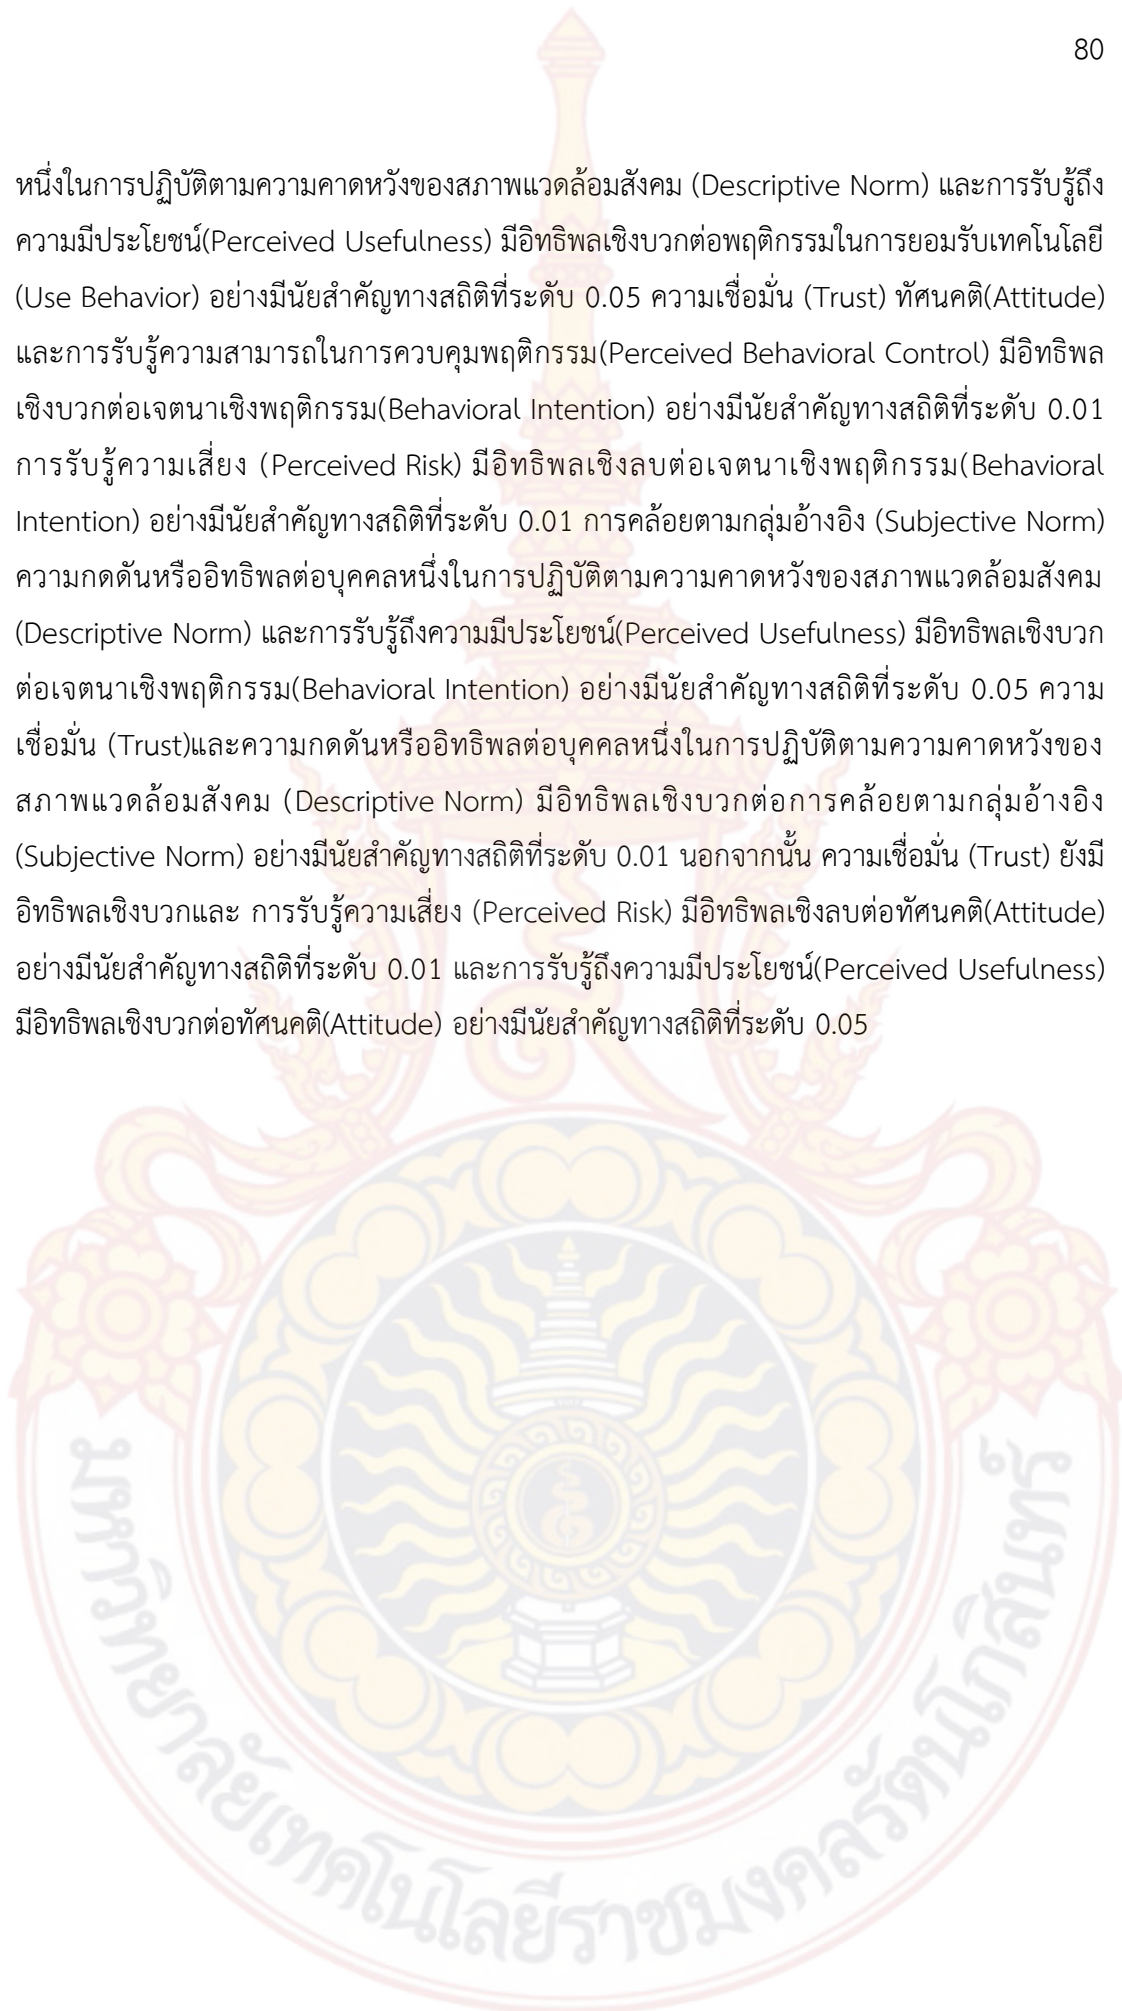 80
หนึ่งในการปฏิบัติตามความคาดหวังของสภาพแวดล้อมสังคม (Descriptive Norm) และการรับรู้ถึง
ความมีประโยชน์(Perceived Usefulness) มีอิทธิพลเชิงบวกต่อพฤติกรรมในการยอมรับเทคโนโลยี
(Use Behavior) อย่างมีนัยสำคัญทางสถิติที่ระดับ 0.05 ความเชื่อมั่น (Trust) ทัศนคติ(Attitude)
และการรับรู้ความสามารถในการควบคุมพฤติกรรม(Perceived Behavioral Control) มีอิทธิพล
เชิงบวกต่อเจตนาเชิงพฤติกรรม(Behavioral Intention) อย่างมีนัยสำคัญทางสถิติที่ระดับ 0.01
การรับรู้ความเสี่ยง (Perceived Risk) มีอิทธิพลเชิงลบต่อเจตนาเชิงพฤติกรรม(Behavioral
Intention) อย่างมีนัยสำคัญทางสถิติที่ระดับ 0.01 การคล้อยตามกลุ่มอ้างอิง (Subjective Norm)
ความกดดันหรืออิทธิพลต่อบุคคลหนึ่งในการปฏิบัติตามความคาดหวังของสภาพแวดล้อมสังคม
(Descriptive Norm) และการรับรู้ถึงความมีประโยชน์(Perceived Usefulness) มีอิทธิพลเชิงบวก
ต่อเจตนาเชิงพฤติกรรม(Behavioral Intention) อย่างมีนัยสำคัญทางสถิติที่ระดับ 0.05 ความ
เชื่อมั่น (Trust)และความกดดันหรืออิทธิพลต่อบุคคลหนึ่งในการปฏิบัติตามความคาดหวังของ
สภาพแวดล้อมสังคม (Descriptive Norm) มีอิทธิพลเชิงบวกต่อการคล้อยตามกลุ่มอ้างอิง
(Subjective Norm) อย่างมีนัยสำคัญทางสถิติที่ระดับ 0.01 นอกจากนั้น ความเชื่อมั่น (Trust) ยังมี
อิทธิพลเชิงบวกและ การรับรู้ความเสี่ยง (Perceived Risk) มีอิทธิพลเชิงลบต่อทัศนคติ(Attitude)
อย่างมีนัยสำคัญทางสถิติที่ระดับ 0.01 และการรับรู้ถึงความมีประโยชน์(Perceived Usefulness)
มีอิทธิพลเชิงบวกต่อทัศนคติ(Attitude) อย่างมีนัยสำคัญทางสถิติที่ระดับ 0.05
มหาวิทยาลัยเทคโนโลยีราชมงคลรัตนโกสินทร์